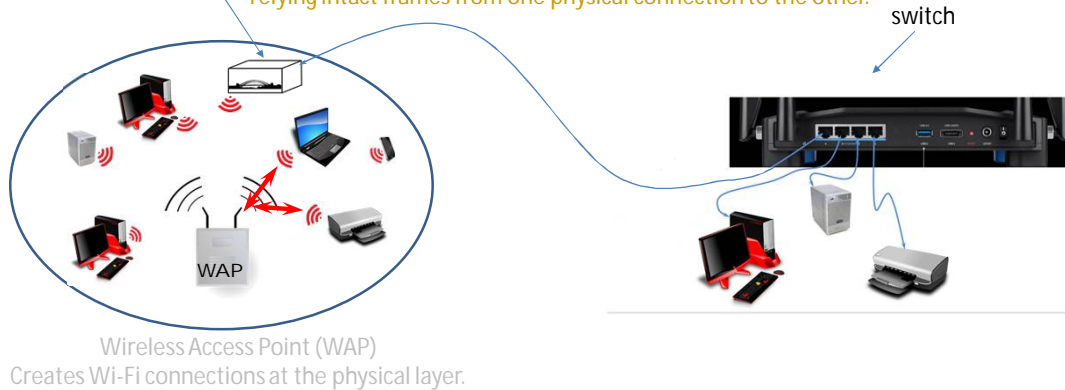 relying intact frames from one physical connection to the other.
switch
WAP
Wireless Access Point (WAP)
Creates Wi-Fi connections at the physical layer.